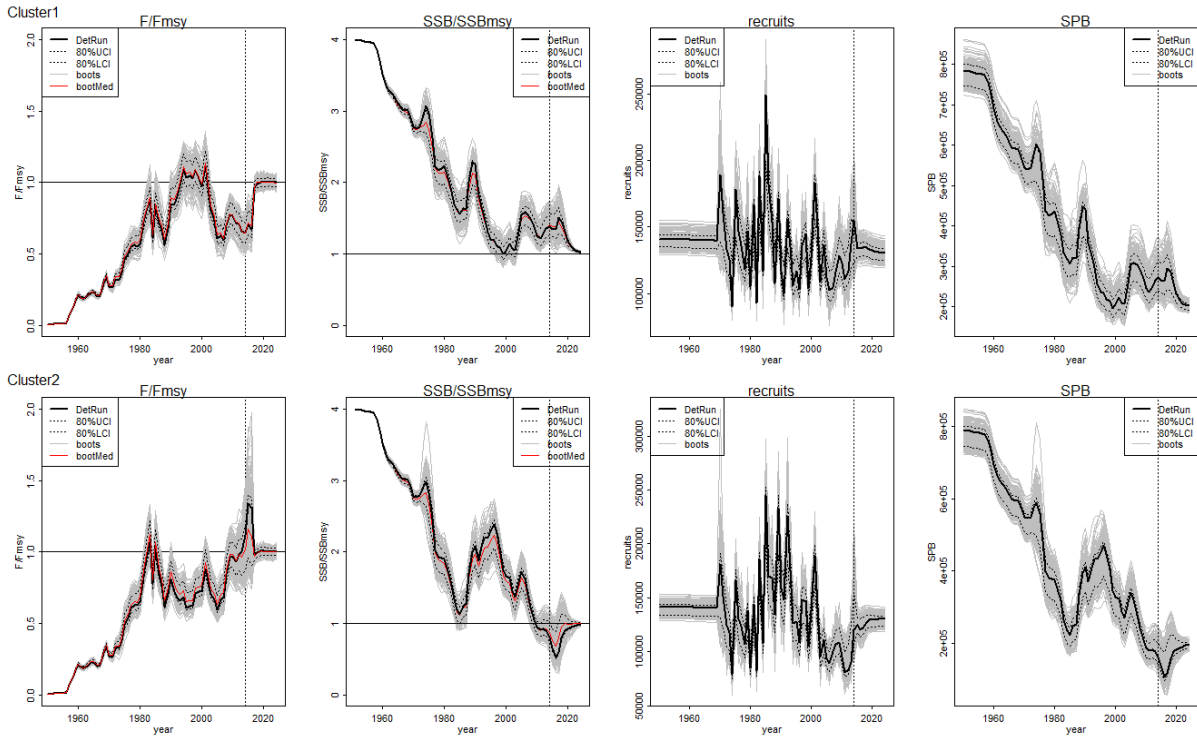 Cluster1
F/Fmsy
SSB/SSBmsy
recruits
SPB
DetRun
80%UCI
80%LCI
boots
bootMed
DetRun
80%UCI
80%LCI
boots
bootMed
DetRun
80%UCI
80%LCI
boots
DetRun
80%UCI
80%LCI
boots
F/Fmsy
0.0
0.5
1.0
1.5
2.0
SSB/SSBmsy
0
1
2
3
4
recruits
100000
150000
200000
250000
SPB
2e+05
3e+05
4e+05
5e+05
6e+05
7e+05
8e+05
1960 1980 2000 2020
1960 1980 2000 2020
1960 1980 2000 2020
1960 1980 2000 2020
year
year
year
year
Cluster2
F/Fmsy
SSB/SSBmsy
recruits
SPB
DetRun
80%UCI
80%LCI
boots
bootMed
DetRun
80%UCI
80%LCI
boots
bootMed
DetRun
80%UCI
80%LCI
boots
DetRun
80%UCI
80%LCI
boots
F/Fmsy
0.0
0.5
1.0
1.5
2.0
SSB/SSBmsy
0
1
2
3
4
recruits
50000
100000
150000
200000
250000
300000
SPB
2e+05
4e+05
6e+05
8e+05
1960 1980 2000 2020
1960 1980 2000 2020
1960 1980 2000 2020
1960 1980 2000 2020
year
year
year
year